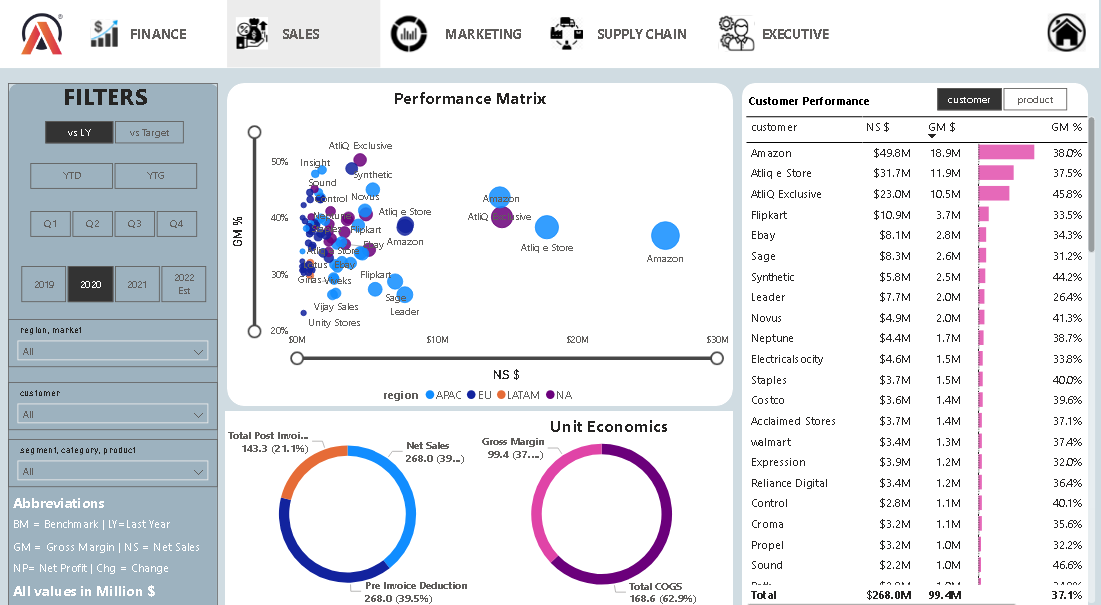 FINANCE
SALES
MARKETING
SUPPLY CHAIN
EXECUTIVE
FILTERS
vs LY
vs Target
YTD
YTG
Q1
Q2
Q3
Q4
2019
2020
2021
2022
Est
region, market
All
customer
All
segment, category, product
All
Abbreviations
BM = Benchmark | LY=Last Year
GM = Gross Margin | NS = Net Sales
NP= Net Profit | Chg = Change
All values in Million $
Performance Matrix
GM %
50%
40%
30%
20%
AtliQ Exclusive
Insight
Synthetic
Sound
Control
Novus
Neptune
Atliq e Store
Flipkart
Amazon
Ebay
Atliq e Store
Lotus
Ebay
Flipkart
Girias
Sage
Leader
Vijay Sales
Unity Stores
Amazon
AtliQ Exclusive
Atliq e Store
Amazon
$0M
$10M
$20M
$30M
NS $
region
APAC
EU
LATAM
NA
Unit Economics
Total Post Invoi...
143.3 (21.1%)
Net Sales
268.0 (39...)
Pre Invoice Deduction
268.0 (39.5%)
Gross Margin
99.4 (37....)
Total COGS
168.6 (62.9%)
Customer Performance
customer
product
customer NS $ GM $ GM %
Amazon $49.8M 18.9M 38.0%
Atliq e Store $31.7M 11.9M 37.5%
AtliQ Exclusive $23.0M 10.5M 45.8%
Flipkart $10.9M 3.7M 33.5%
Ebay $8.1M 2.8M 34.3%
Sage $8.3M 2.6M 31.2%
Synthetic $5.8M 2.5M 44.2%
Leader $7.7M 2.0M 26.4%
Novus $4.9M 2.0M 41.3%
Neptune $4.4M 1.7M 38.7%
Electricalsocity $4.6M 1.5M 33.8%
Staples $3.7M 1.5M 40.0%
Costco $3.6M 1.4M 39.6%
Acclaimed Stores $3.7M 1.4M 37.1%
walmart $3.4M 1.3M 37.4%
Expression $3.9M 1.2M 32.0%
Reliance Digital $3.4M 1.2M 36.4%
Control $2.8M 1.1M 40.1%
Croma $3.2M 1.1M 35.6%
Propel $3.2M 1.0M 32.2%
Sound $2.2M 1.0M 46.6%
Total $268.0M 99.4M 37.1%